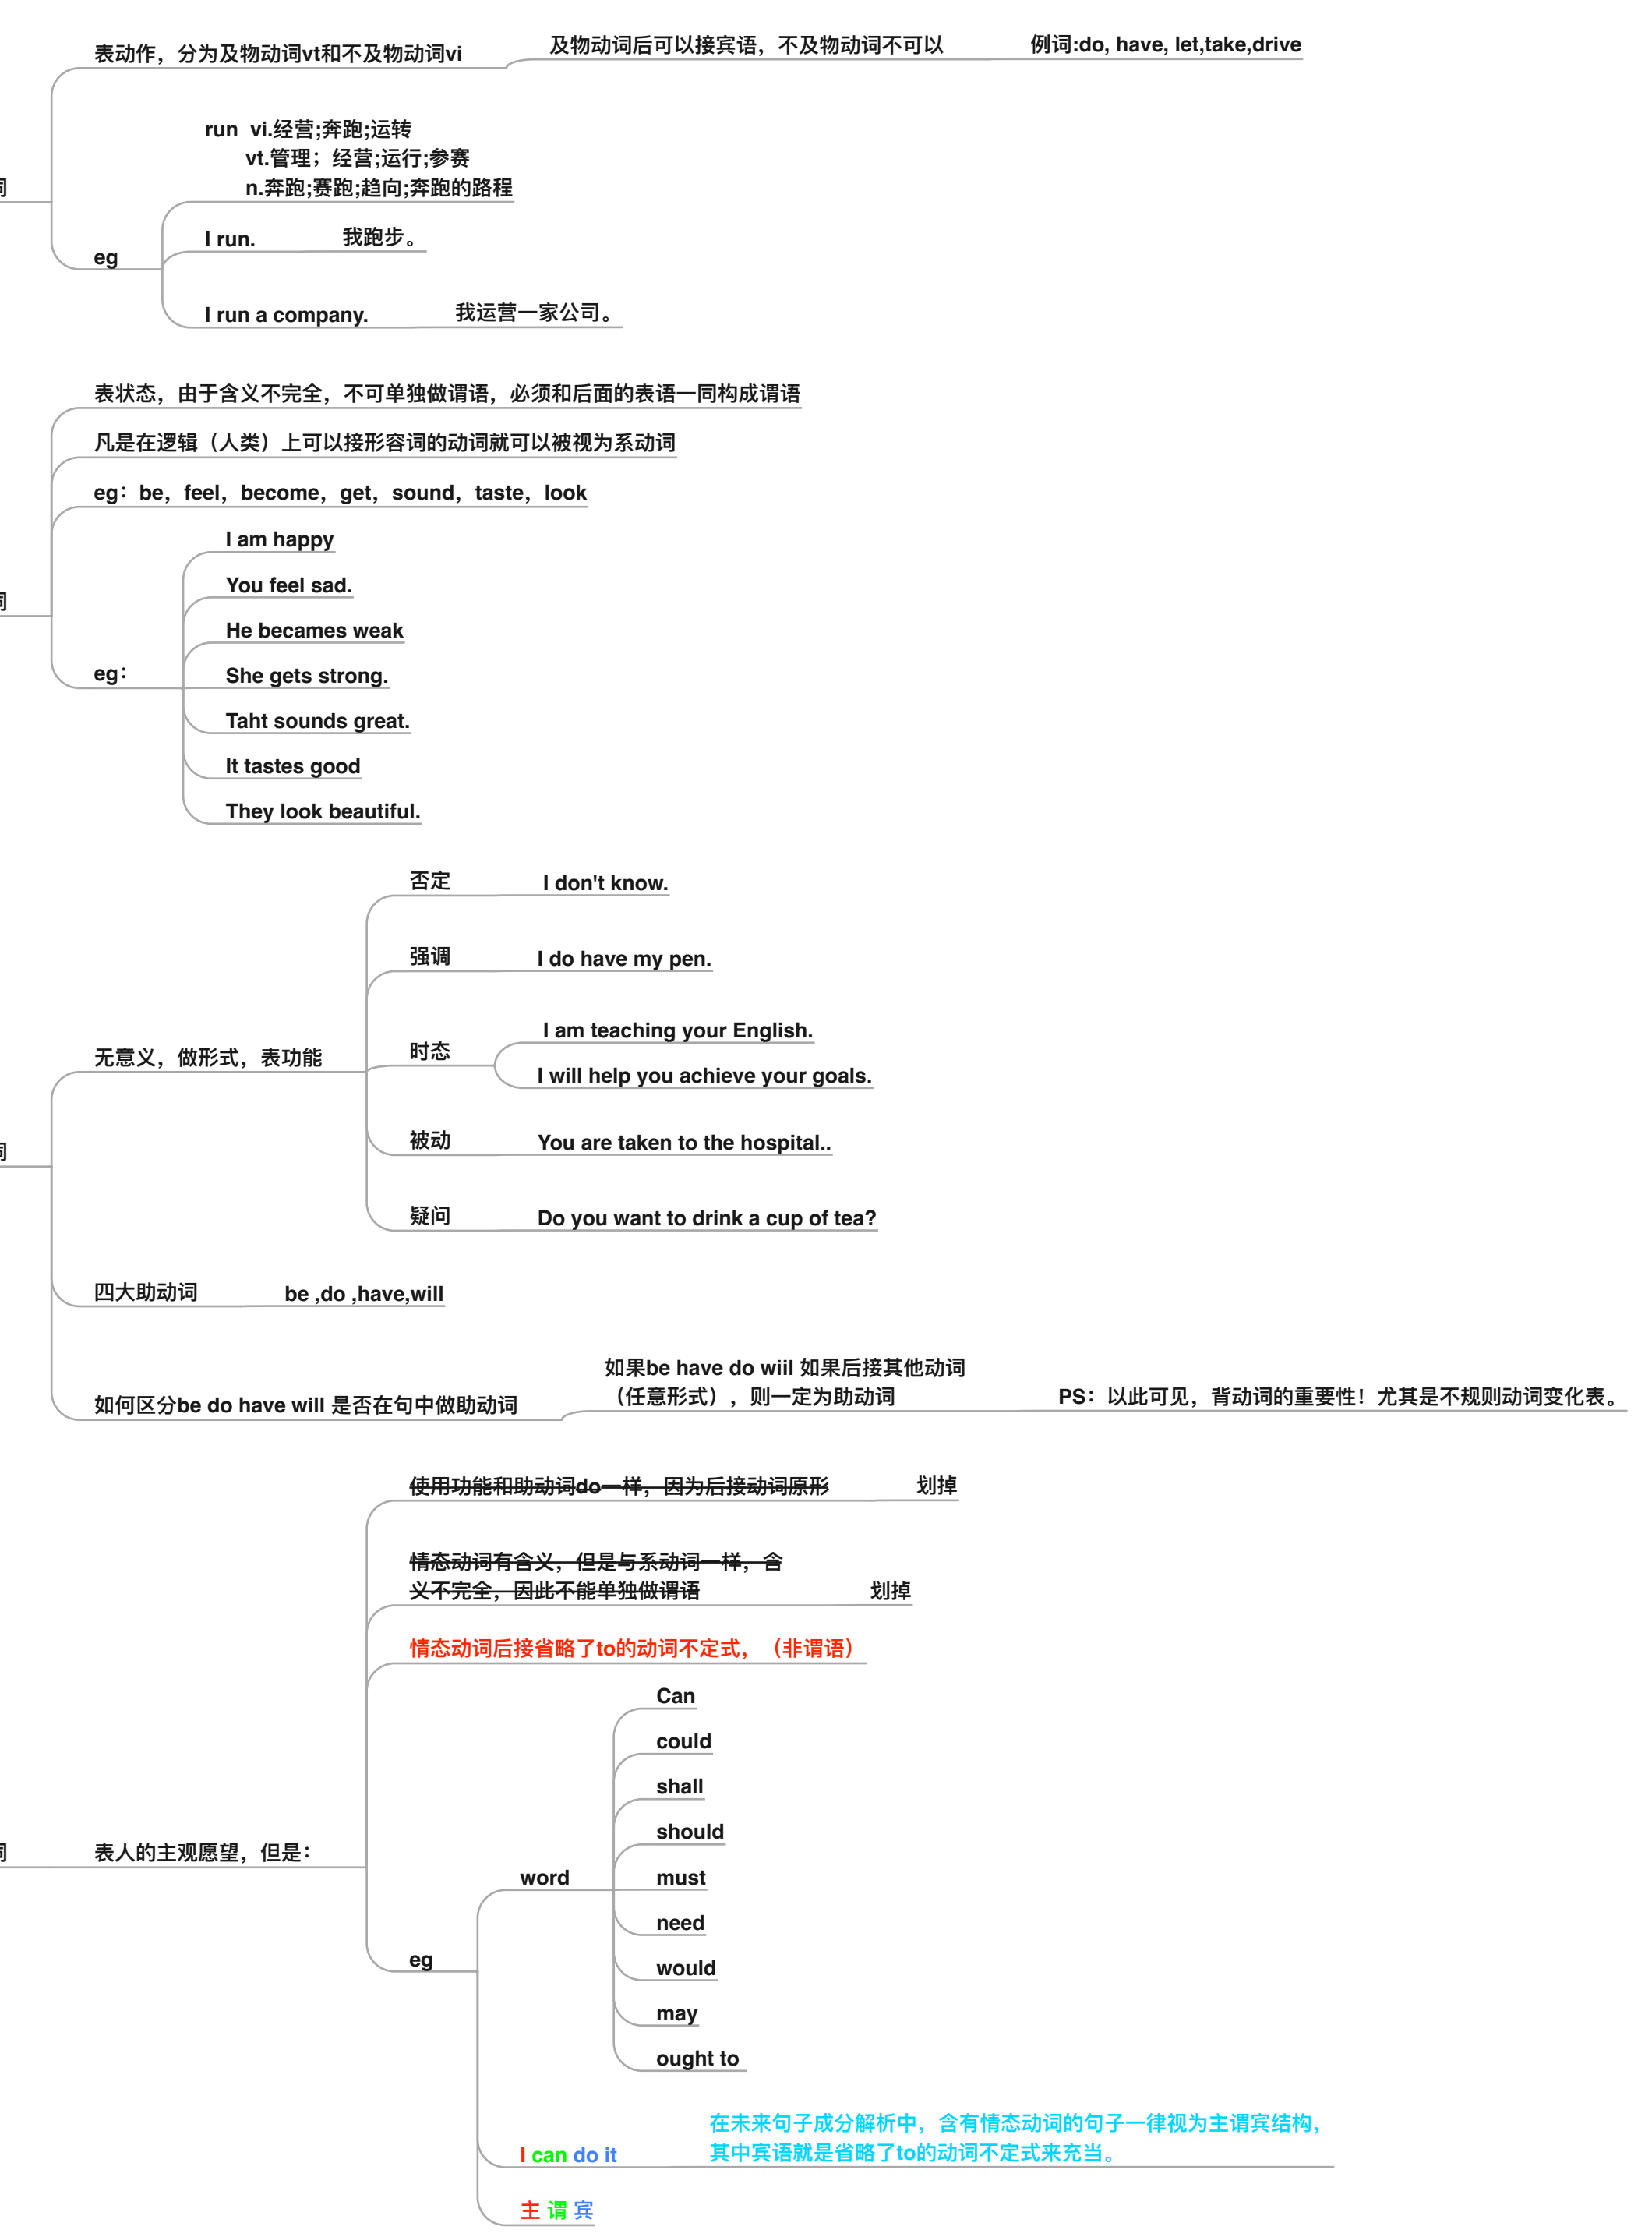 表动作，分为及物动词vt和不及物动词vi
及物动词后可以接宾语，不及物动词不可以
例词:do, have, let,take,drive
run  vi.经营;奔跑;运转
vt.管理；经营;运行;参赛
n.奔跑;赛跑;趋向;奔跑的路程
词
eg
I run.
我跑步。
I run a company.
我运营一家公司。
表状态，由于含义不完全，不可单独做谓语，必须和后面的表语一同构成谓语
凡是在逻辑（人类）上可以接形容词的动词就可以被视为系动词
eg：be，feel，become，get，sound，taste，look
词
eg：
I am happy
You feel sad.
He becames weak
She gets strong.
Taht sounds great.
It tastes good
They look beautiful.
词
无意义，做形式，表功能
否定
I don't know.
强调
I do have my pen.
时态
I am teaching your English.
I will help you achieve your goals.
被动
You are taken to the hospital..
疑问
Do you want to drink a cup of tea?
四大助动词
be ,do ,have,will
如何区分be do have will 是否在句中做助动词
如果be have do wiil 如果后接其他动词
（任意形式），则一定为助动词
PS：以此可见，背动词的重要性！尤其是不规则动词变化表。
词
表人的主观愿望，但是：
使用功能和助动词do一样，因为后接动词原形
划掉
情态动词有含义，但是与系动词一样，含
义不完全，因此不能单独做谓语
划掉
情态动词后接省略了to的动词不定式，（非谓语）
eg
word
Can
could
shall
should
must
need
would
may
ought to
I can do it
在未来句子成分解析中，含有情态动词的句子一律视为主谓宾结构，
其中宾语就是省略了to的动词不定式来充当。
主 谓 宾